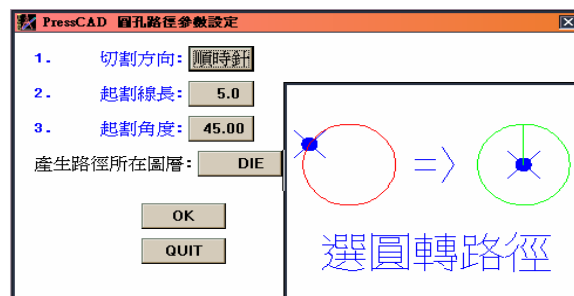 PressCAD 圓孔路徑參數設定
1. 切割方向: 順時針
2. 起割線長: 5.0
3. 起割角度: 45.00
產生路徑所在圖層: DIE
OK
QUIT
=>
選圓轉路徑